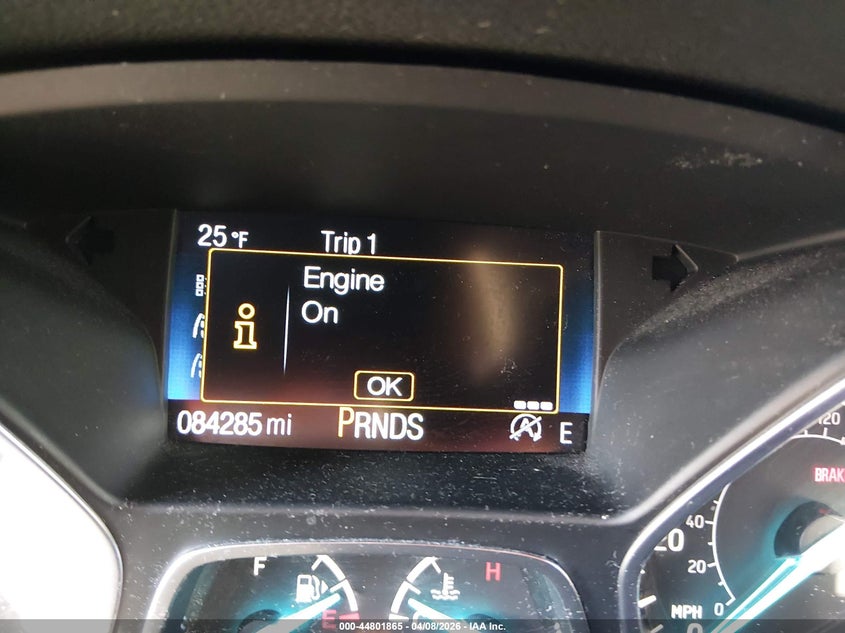 25 °F Trip 1
Engine
On
OK
084285 mi PRNDS E
120
BRAK
40
20
20
MPH 0
F H
E
000-44801865 - 04/08/2026 - IAA Inc.